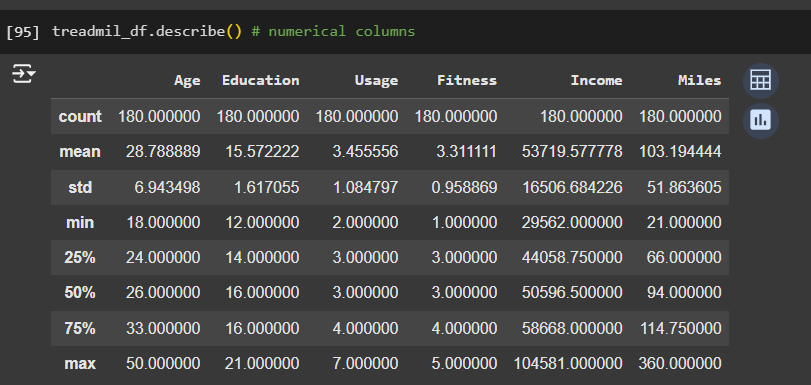 [95] treadmil_df.describe() # numerical columns
Age Education Usage Fitness Income Miles
count 180.000000 180.000000 180.000000 180.000000 180.000000 180.000000
mean 28.788889 15.572222 3.455556 3.311111 53719.577778 103.194444
std 6.943498 1.617055 1.084797 0.958869 16506.684226 51.863605
min 18.000000 12.000000 2.000000 1.000000 29562.000000 21.000000
25% 24.000000 14.000000 3.000000 3.000000 44058.750000 66.000000
50% 26.000000 16.000000 3.000000 3.000000 50596.500000 94.000000
75% 33.000000 16.000000 4.000000 4.000000 58668.000000 114.750000
max 50.000000 21.000000 7.000000 5.000000 104581.000000 360.000000